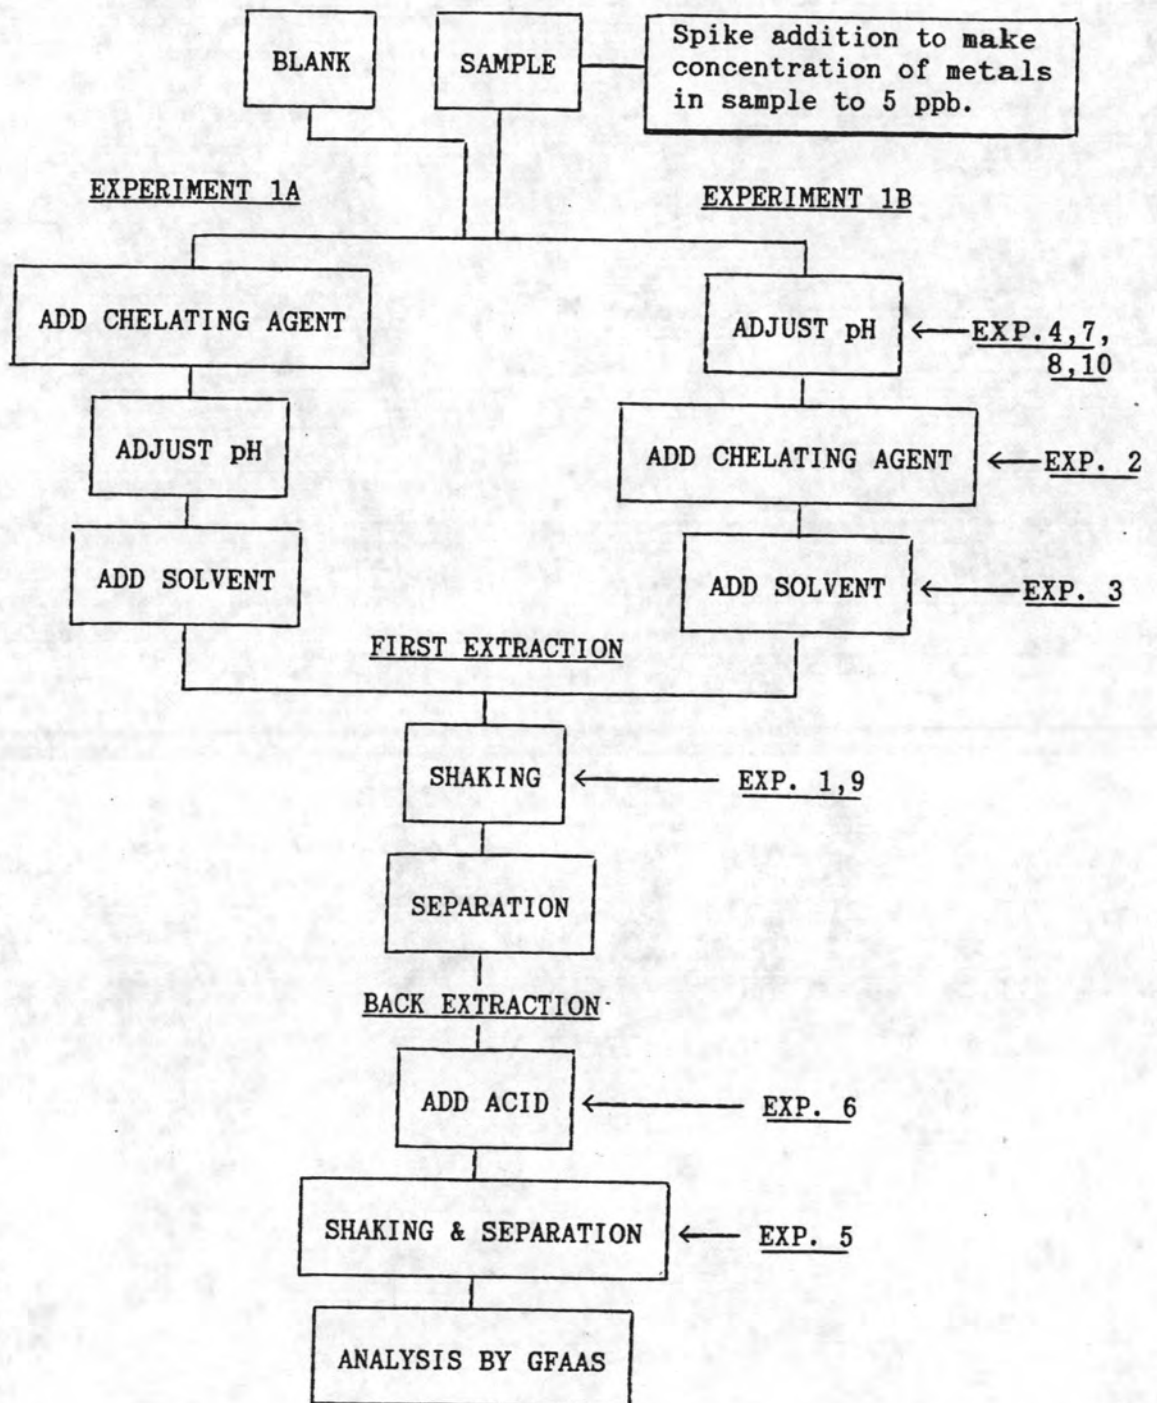 BLANK
SAMPLE
Spike addition to make
concentration of metals
in sample to 5 ppb.
EXPERIMENT 1A
EXPERIMENT 1B
ADD CHELATING AGENT
ADJUST pH
EXP.4,7,
8,10
ADJUST pH
ADD CHELATING AGENT
EXP. 2
ADD SOLVENT
ADD SOLVENT
EXP. 3
FIRST EXTRACTION
SHAKING
EXP. 1,9
SEPARATION
BACK EXTRACTION
ADD ACID
EXP. 6
SHAKING & SEPARATION
EXP. 5
ANALYSIS BY GFAAS